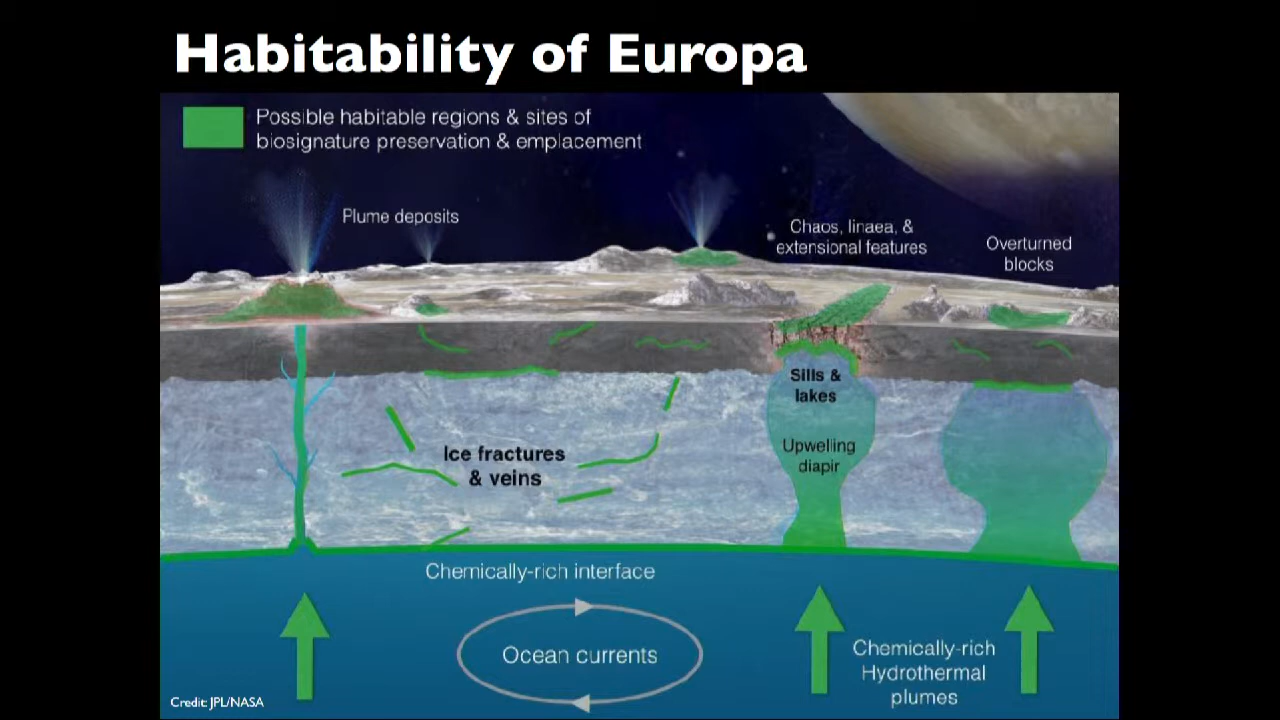 Habitability of Europa
Possible habitable regions & sites of
biosignature preservation & emplacement
Plume deposits
Chaos, linaea, &
extensional features
Overturned
blocks
Sills &
lakes
Upwelling
diapir
Ice fractures
& veins
Chemically-rich interface
Ocean currents
Chemically-rich
Hydrothermal
plumes
Credit: JPL/NASA